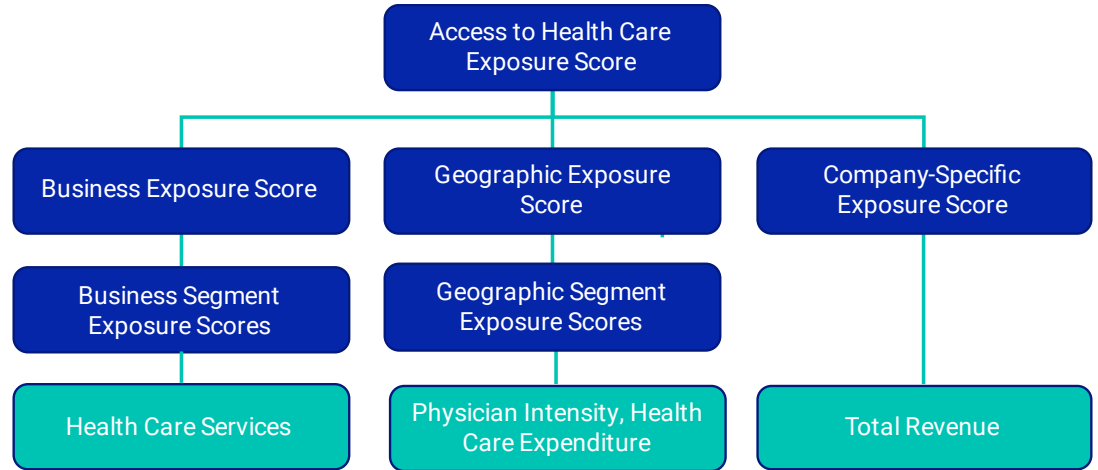 Access to Health Care
Exposure Score
Business Exposure Score
Geographic Exposure
Score
Company-Specific
Exposure Score
Business Segment
Exposure Scores
Geographic Segment
Exposure Scores
Health Care Services
Physician Intensity, Health
Care Expenditure
Total Revenue